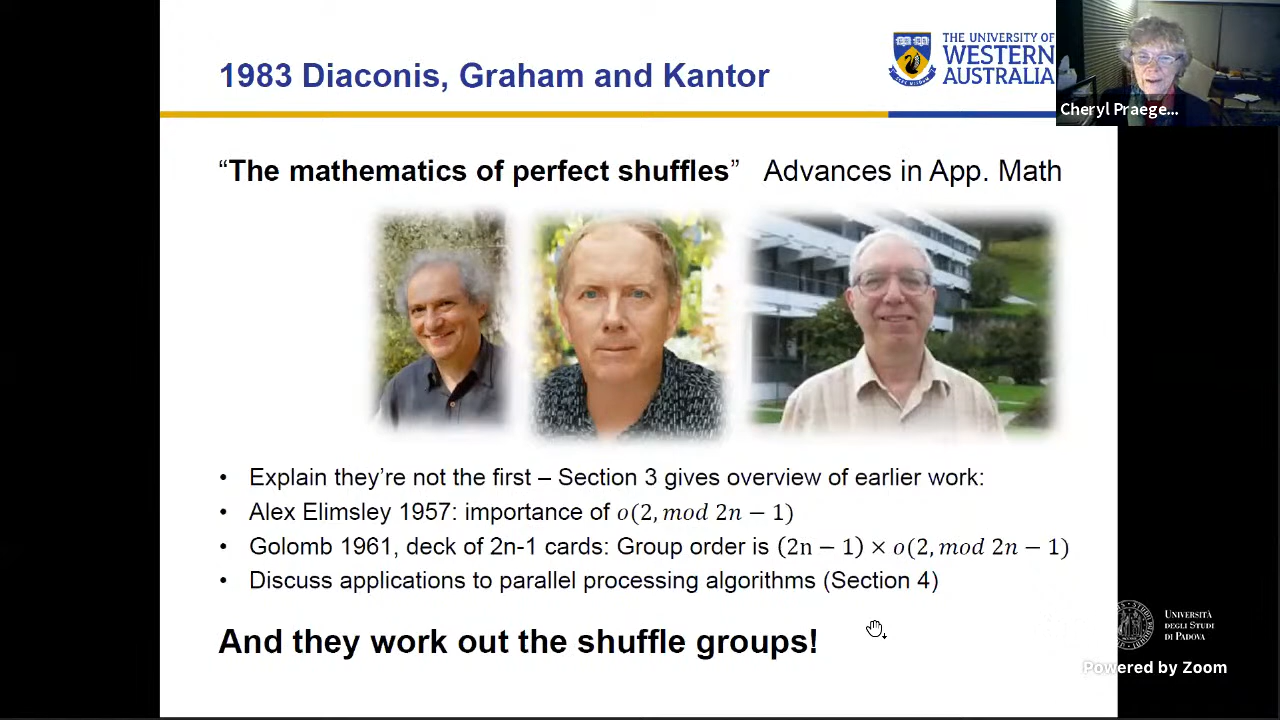 1983 Diaconis, Graham and Kantor
THE UNIVERSITY OF
WESTERN
AUSTRALIA
Cheryl Praege...
“The mathematics of perfect shuffles” Advances in App. Math
• Explain they’re not the first – Section 3 gives overview of earlier work:
• Alex Elimsley 1957: importance of o(2, mod 2n − 1)
• Golomb 1961, deck of 2n-1 cards: Group order is (2n − 1) × o(2, mod 2n − 1)
• Discuss applications to parallel processing algorithms (Section 4)
And they work out the shuffle groups!
UNIVERSITÀ
DEGLI STUDI
DI PADOVA
Powered by Zoom